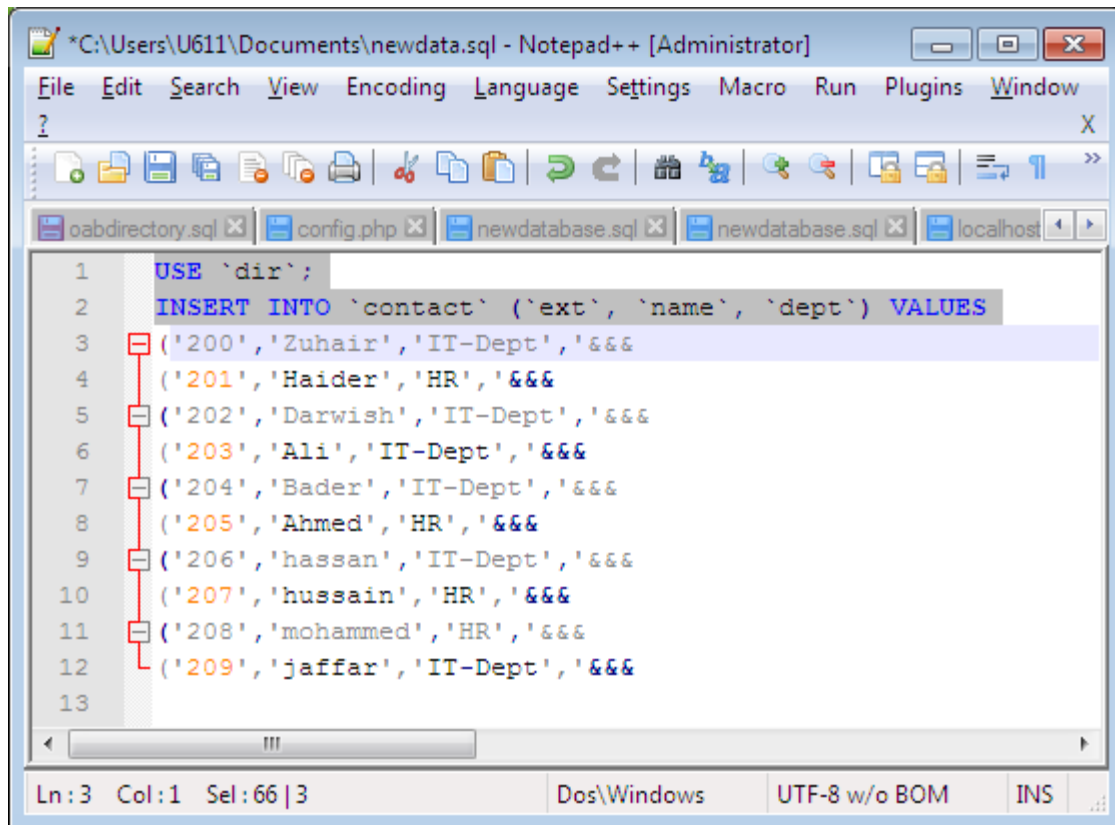 *C:\Users\U611\Documents\newdata.sql - Notepad++ [Administrator]
File Edit Search View Encoding Language Settings Macro Run Plugins Window
? X
oabdirectory.sql config.php newdatabase.sql newdatabase.sql localhost
1 USE `dir`;
2 INSERT INTO `contact` (`ext`, `name`, `dept`) VALUES
3 ('200','Zuhair','IT-Dept','&&&
4 ('201','Haider','HR','&&&
5 ('202','Darwish','IT-Dept','&&&
6 ('203','Ali','IT-Dept','&&&
7 ('204','Bader','IT-Dept','&&&
8 ('205','Ahmed','HR','&&&
9 ('206','hassan','IT-Dept','&&&
10 ('207','hussain','HR','&&&
11 ('208','mohammed','HR','&&&
12 ('209','jaffar','IT-Dept','&&&
13
Ln : 3 Col : 1 Sel : 66 | 3 Dos\Windows UTF-8 w/o BOM INS